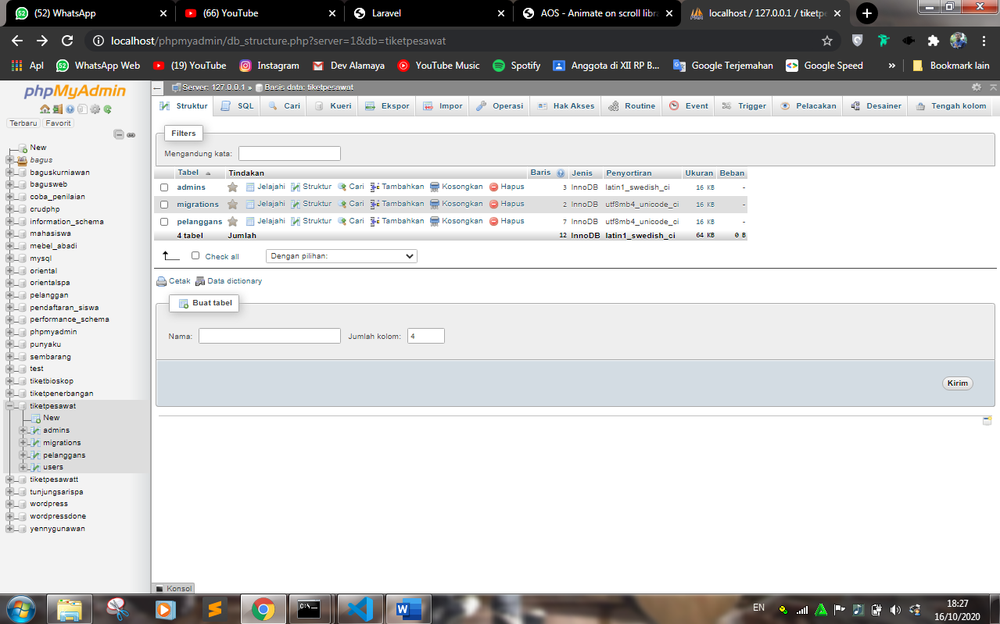 (52) WhatsApp
(66) YouTube
Laravel
AOS - Animate on scroll libra
localhost / 127.0.0.1 / tiketpe
localhost/phpmyadmin/db_structure.php?server=1&db=tiketpesawat
Apl
WhatsApp Web
(19) YouTube
Instagram
Dev Alamaya
YouTube Music
Spotify
Anggota di XII RP B...
Google Terjemahan
Google Speed
»
Bookmark lain
phpMyAdmin
Terbaru Favorit
New
bagus
baguskurniawan
bagusweb
coba_penilaian
crudphp
information_schema
mahasiswa
mebel_abadi
mysql
oriental
orientalspa
pelanggan
pendaftaran_siswa
performance_schema
phpmyadmin
punyaku
sembarang
test
tiketbioskop
tiketpenerbangan
tiketpesawat
New
admins
migrations
pelanggans
users
tiketpesawatt
tunjungsarispa
wordpress
wordpressdone
yennygunawan
Server: 127.0.0.1 » Basis data: tiketpesawat
Struktur SQL Cari Kueri Ekspor Impor Operasi Hak Akses Routine Event Trigger Pelacakan Desainer Tengah kolom
Filters
Mengandung kata:
Tabel Tindakan Baris Jenis Penyortiran Ukuran Beban
admins Jelajahi Struktur Cari Tambahkan Kosongkan Hapus 3 InnoDB latin1_swedish_ci 16 KB -
migrations Jelajahi Struktur Cari Tambahkan Kosongkan Hapus 2 InnoDB utf8mb4_unicode_ci 16 KB -
pelanggans Jelajahi Struktur Cari Tambahkan Kosongkan Hapus 7 InnoDB utf8mb4_unicode_ci 16 KB -
4 tabel Jumlah 12 InnoDB latin1_swedish_ci 64 KB 0 B
Check all Dengan pilihan:
Cetak Data dictionary
Buat tabel
Nama: Jumlah kolom: 4
Kirim
Konsol
EN
18:27
16/10/2020